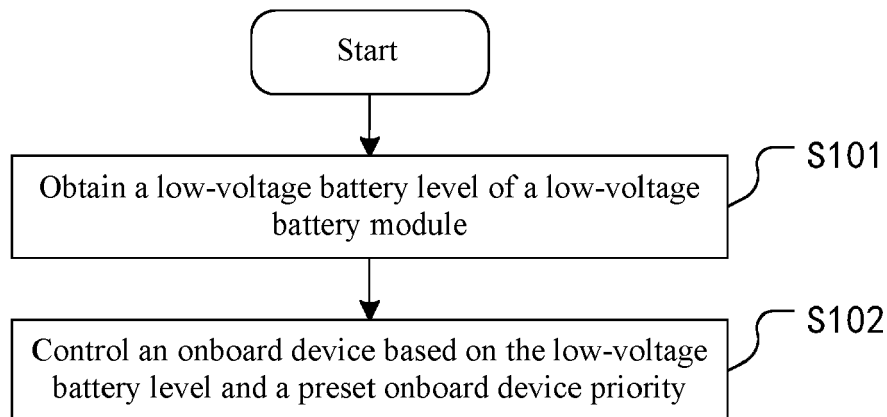 Start
Obtain a low-voltage battery level of a low-voltage
battery module
S101
Control an onboard device based on the low-voltage
battery level and a preset onboard device priority
S102